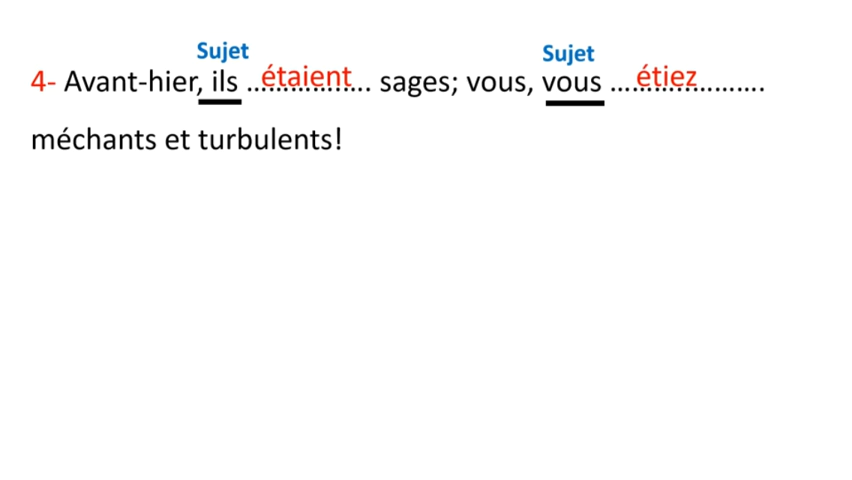 Sujet Sujet
4- Avant-hier, ils ...étaient... sages; vous, vous ...étiez....
méchants et turbulents!